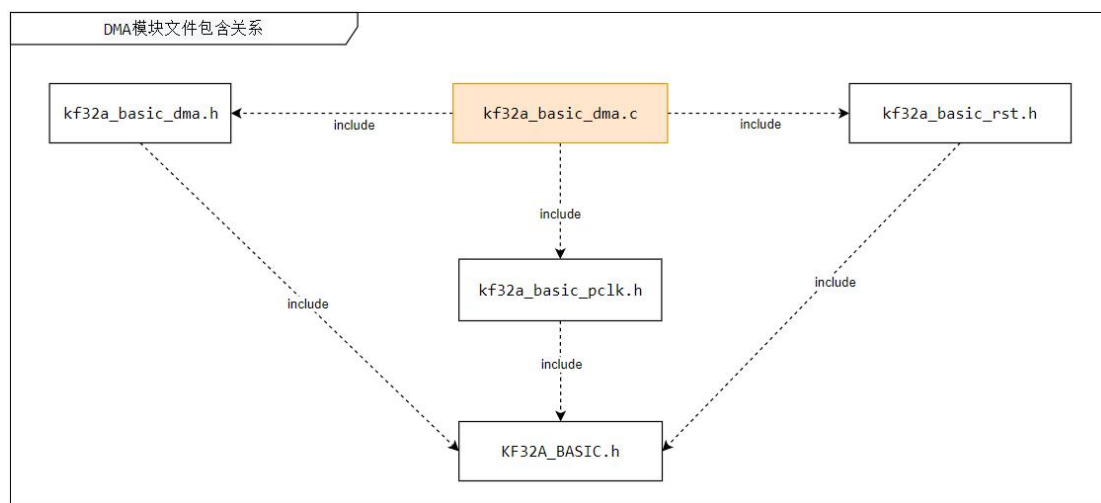 DMA模块文件包含关系
kf32a_basic_dma.h
kf32a_basic_dma.c
kf32a_basic_rst.h
include
include
include
kf32a_basic_pclk.h
include
include
include
KF32A_BASIC.h